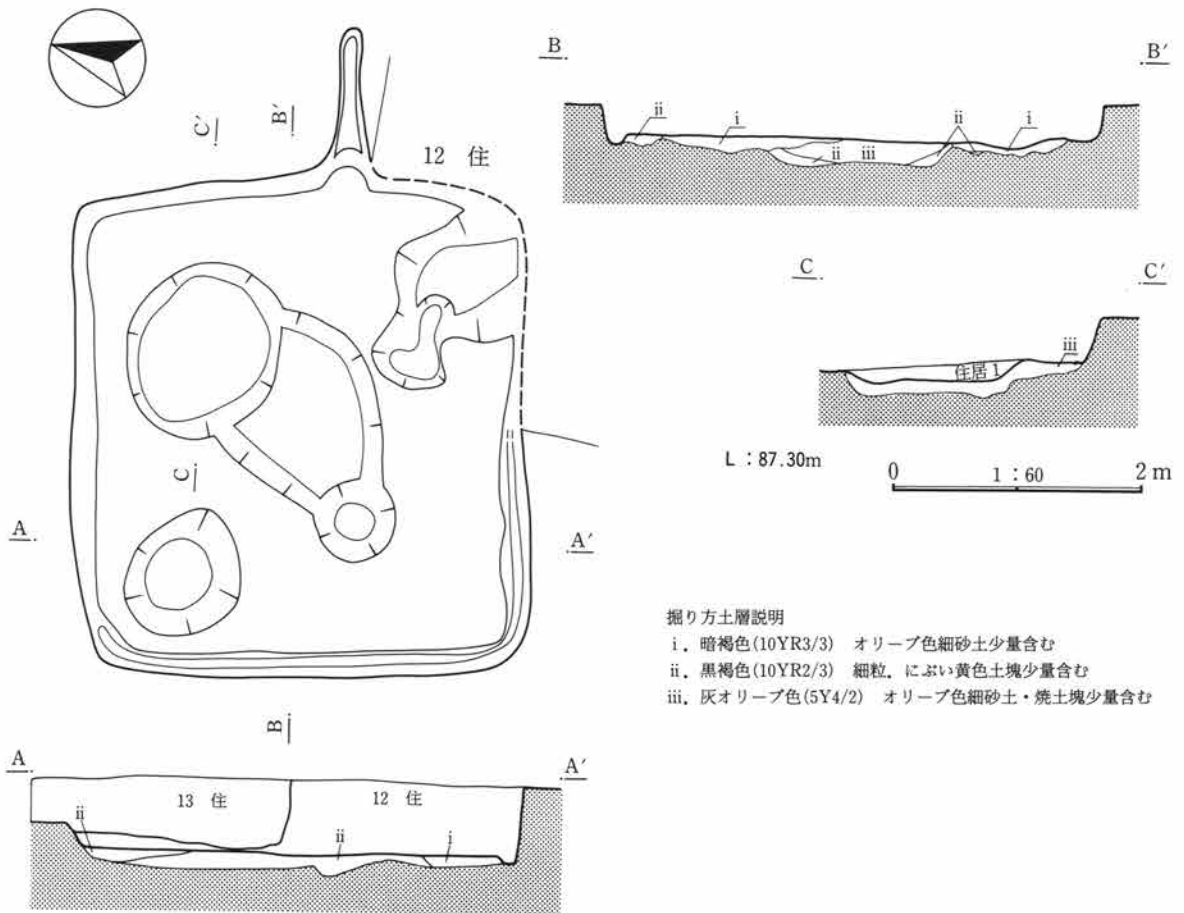 B
B′
ii
i
ii
i
ii
iii
C′
B′
12 住
C
C′
iii
住居 1
L：87.30m
0
1：60
2 m
C
A
A′
掘り方土層説明
i．暗褐色(10YR3/3)　オリーブ色細砂土少量含む
ii．黒褐色(10YR2/3)　細粒，にぶい黄色土塊少量含む
iii．灰オリーブ色(5Y4/2)　オリーブ色細砂土・焼土塊少量含む
B
A
A′
13 住
12 住
ii
ii
i